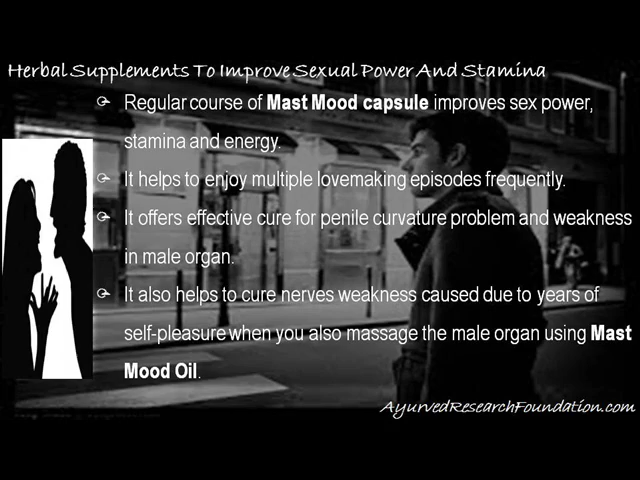 Herbal Supplements To Improve Sexual Power And Stamina
Regular course of Mast Mood capsule improves sex power,
stamina and energy.
It helps to enjoy multiple lovemaking episodes frequently.
It offers effective cure for penile curvature problem and weakness
in male organ.
It also helps to cure nerves weakness caused due to years of
self-pleasure when you also massage the male organ using Mast
Mood Oil.
AyurvedResearchFoundation.com